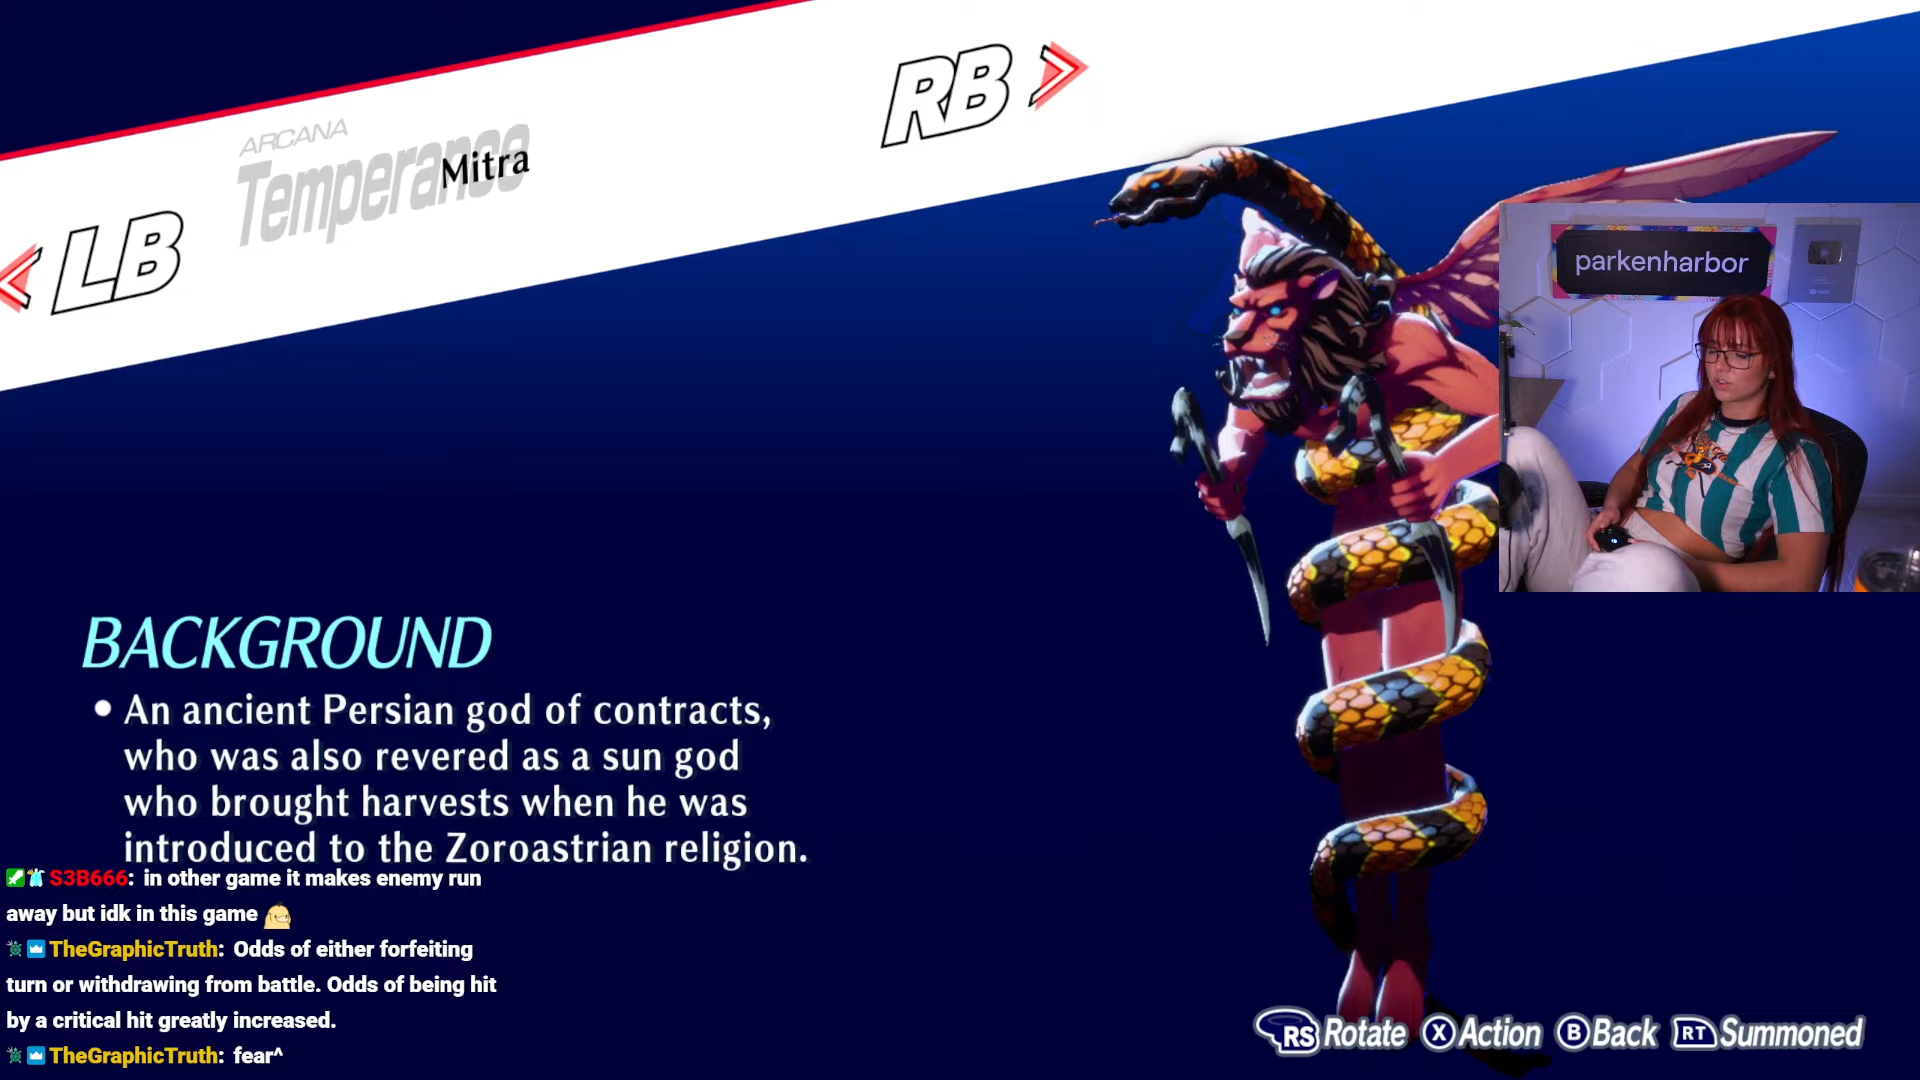 ARCANA
Temperance
Mitra
RB
LB
parkenharbor
BACKGROUND
• An ancient Persian god of contracts,
who was also revered as a sun god
who brought harvests when he was
introduced to the Zoroastrian religion.
S3B666: in other game it makes enemy run
away but idk in this game
TheGraphicTruth: Odds of either forfeiting
turn or withdrawing from battle. Odds of being hit
by a critical hit greatly increased.
TheGraphicTruth: fear^
RS Rotate X Action B Back RT Summoned